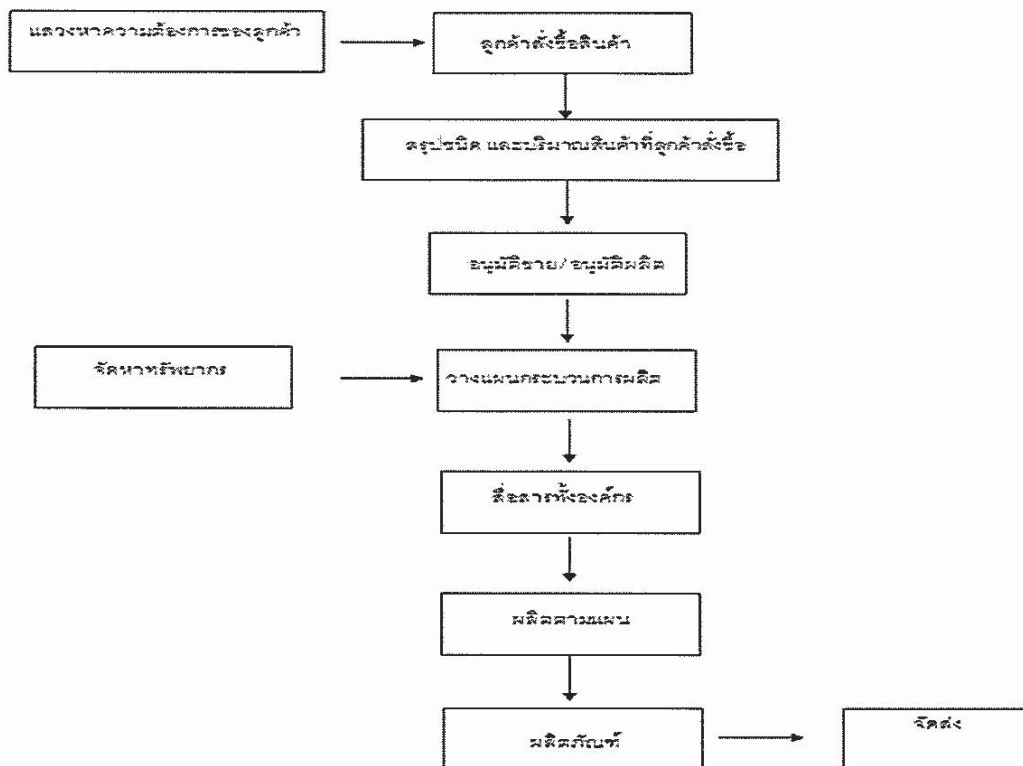 แสวงหาความต้องการของลูกค้า
ลูกค้าสั่งซื้อสินค้า
สรุปชนิด และปริมาณสินค้าที่ลูกค้าสั่งซื้อ
อนุมัติขาย/อนุมัติผลิต
จัดหาทรัพยากร
วางแผนกระบวนการผลิต
สื่อสารทั้งองค์กร
ผลิตตามแผน
ผลิตภัณฑ์
จัดส่ง